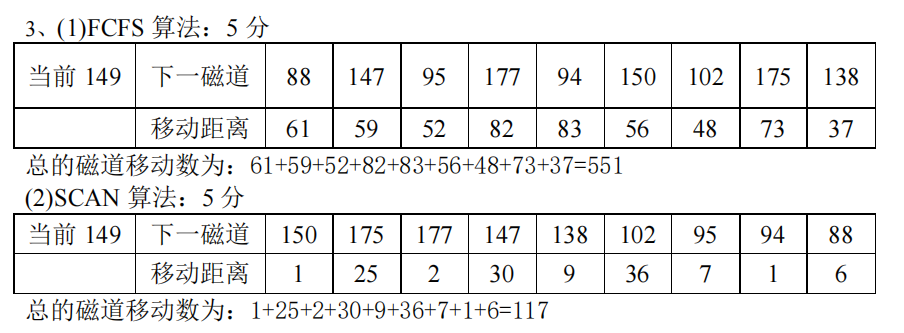 3、(1)FCFS 算法：5 分
当前 149 下一磁道 88 147 95 177 94 150 102 175 138
移动距离 61 59 52 82 83 56 48 73 37
总的磁道移动数为：61+59+52+82+83+56+48+73+37=551
(2)SCAN 算法：5 分
当前 149 下一磁道 150 175 177 147 138 102 95 94 88
移动距离 1 25 2 30 9 36 7 1 6
总的磁道移动数为：1+25+2+30+9+36+7+1+6=117